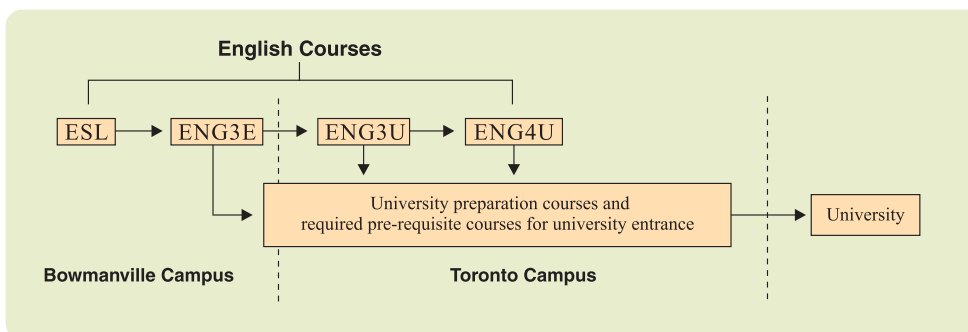 English Courses
ESL
ENG3E
ENG3U
ENG4U
University preparation courses and
required pre-requisite courses for university entrance
University
Bowmanville Campus
Toronto Campus